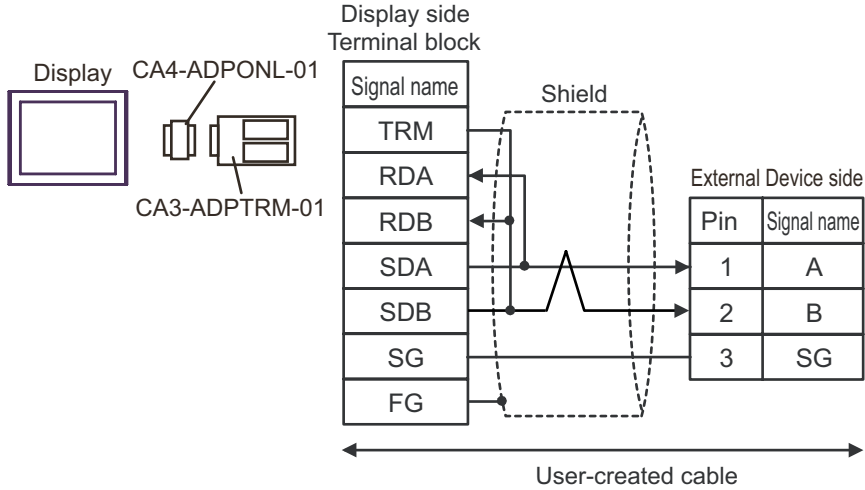 Display side
Terminal block
Display
CA4-ADPONL-01
CA3-ADPTRM-01
Signal name
TRM
RDA
RDB
SDA
SDB
SG
FG
Shield
External Device side
Pin Signal name
1 A
2 B
3 SG
User-created cable